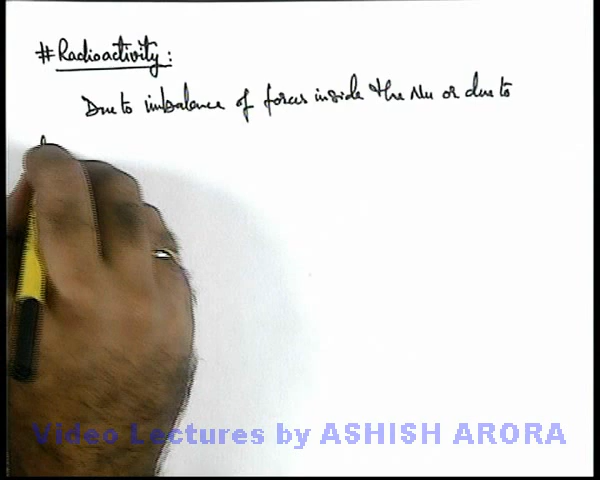 # Radioactivity:
Due to imbalance of forces inside the Nu or due to
Video Lectures by ASHISH ARORA